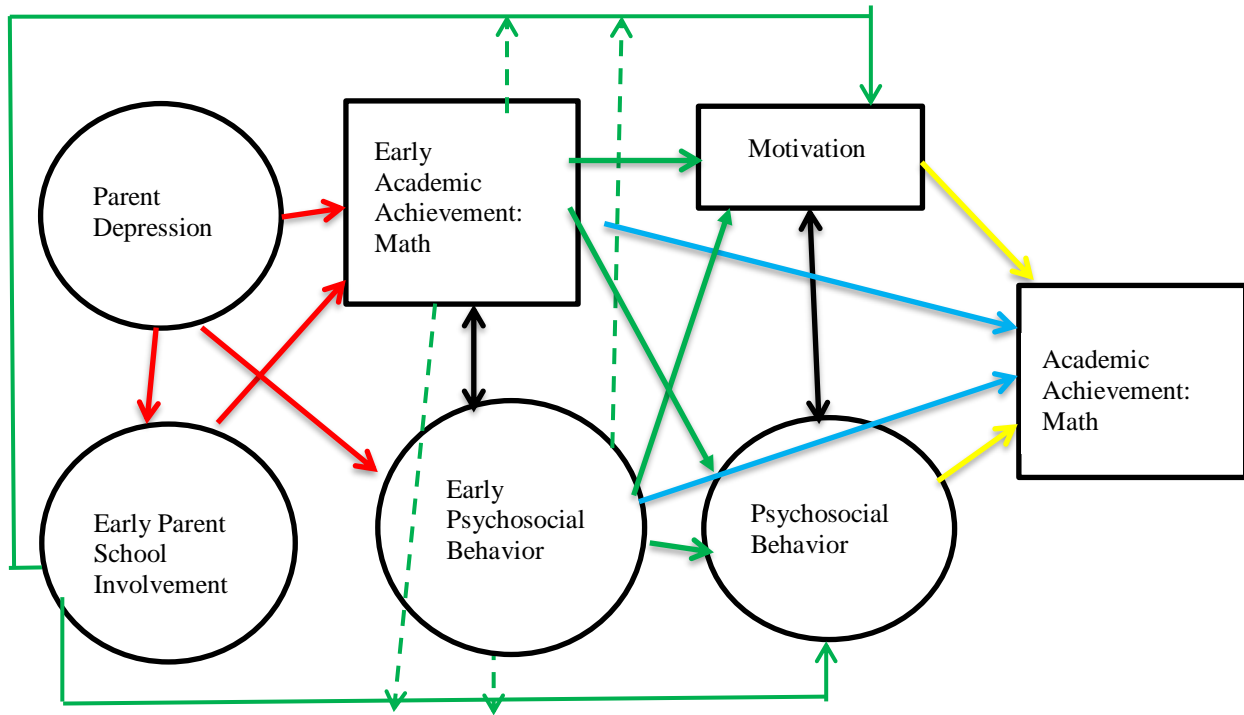 Parent
Depression
Early
Academic
Achievement:
Math
Motivation
Academic
Achievement:
Math
Early Parent
School
Involvement
Early
Psychosocial
Behavior
Psychosocial
Behavior